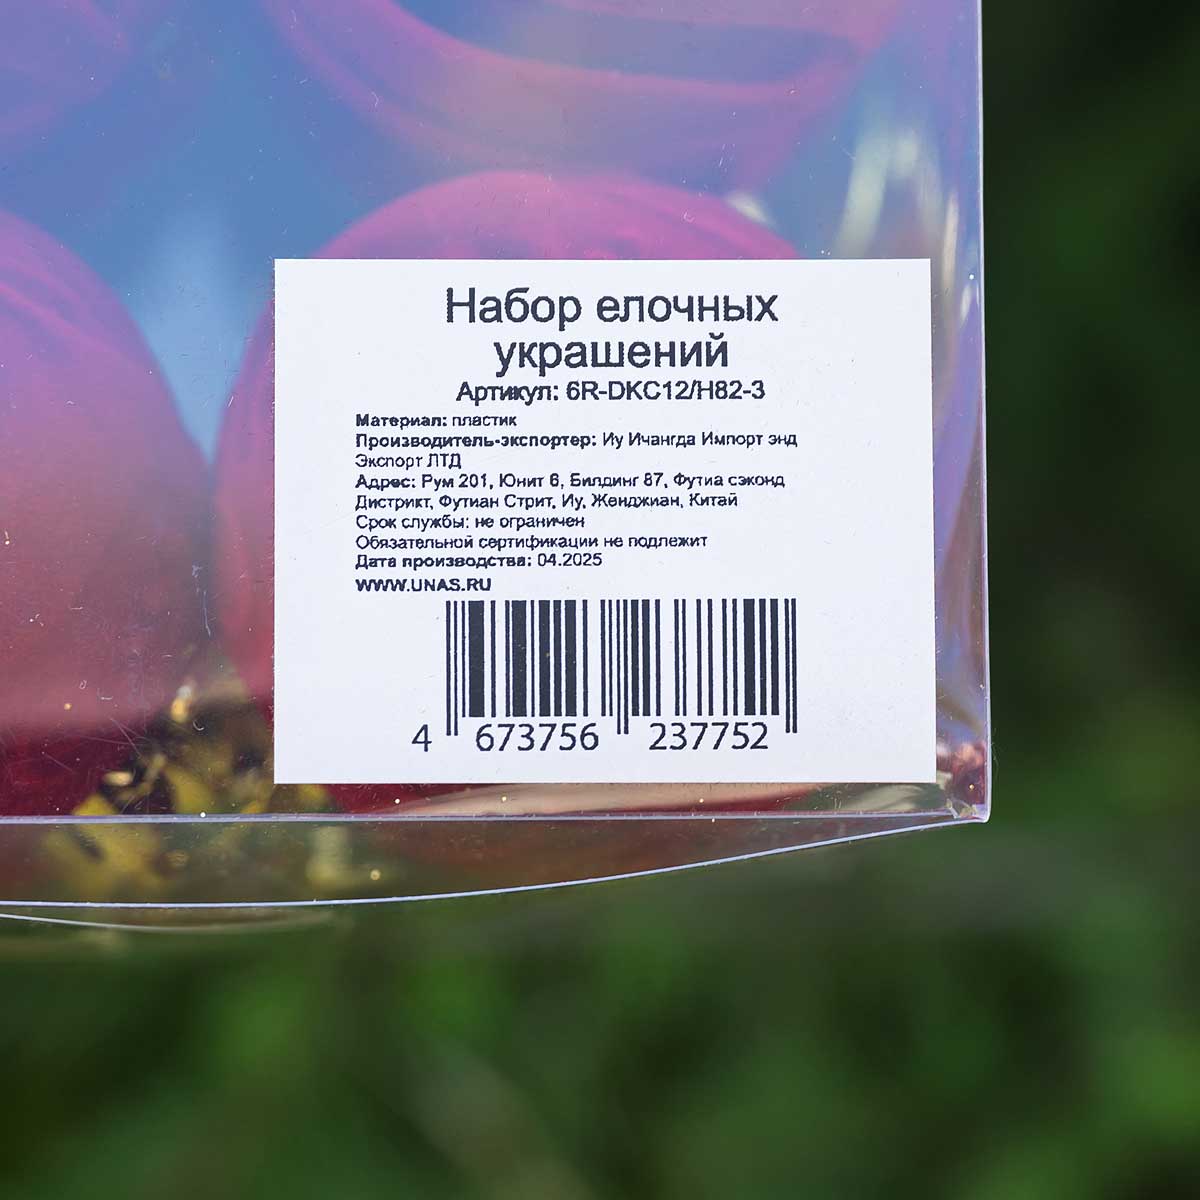 Набор елочных
украшений
Артикул: 6R-DKC12/H82-3
Материал: пластик
Производитель-экспортер: Иу Ичангда Импорт энд
Экспорт ЛТД
Адрес: Рум 201, Юнит 6, Билдинг 87, Футиа сэконд
Дистрикт, Футиан Стрит, Иу, Жендджиан, Китай
Срок службы: не ограничен
Обязательной сертификации не подлежит
Дата производства: 04.2025
WWW.UNAS.RU
4 673756 237752